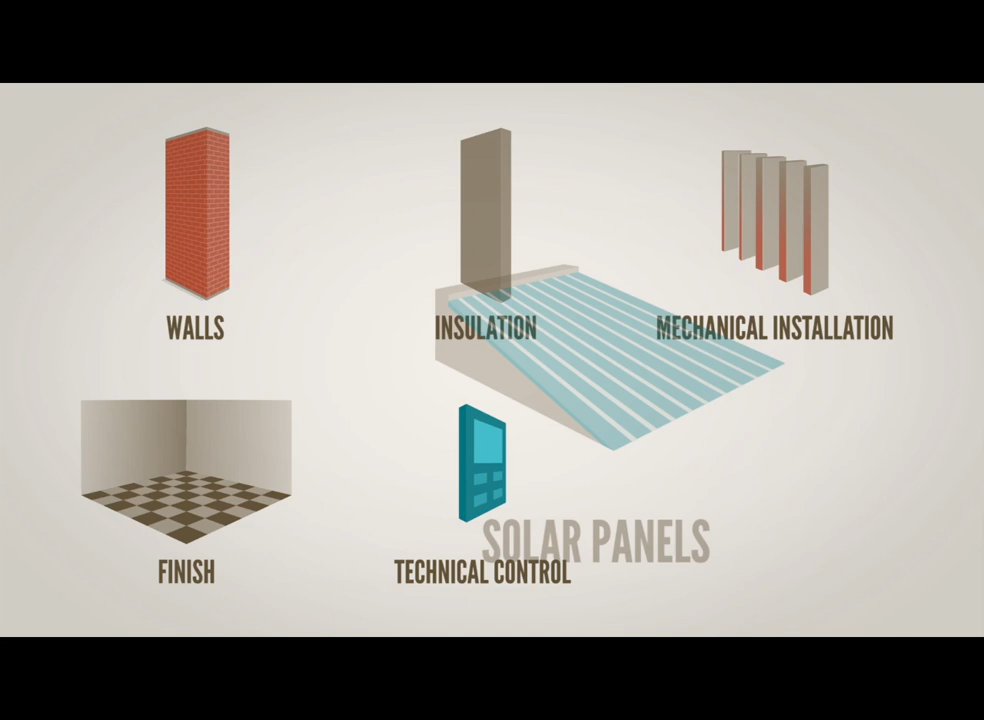 WALLS
INSULATION
MECHANICAL INSTALLATION
FINISH
TECHNICAL CONTROL
SOLAR PANELS